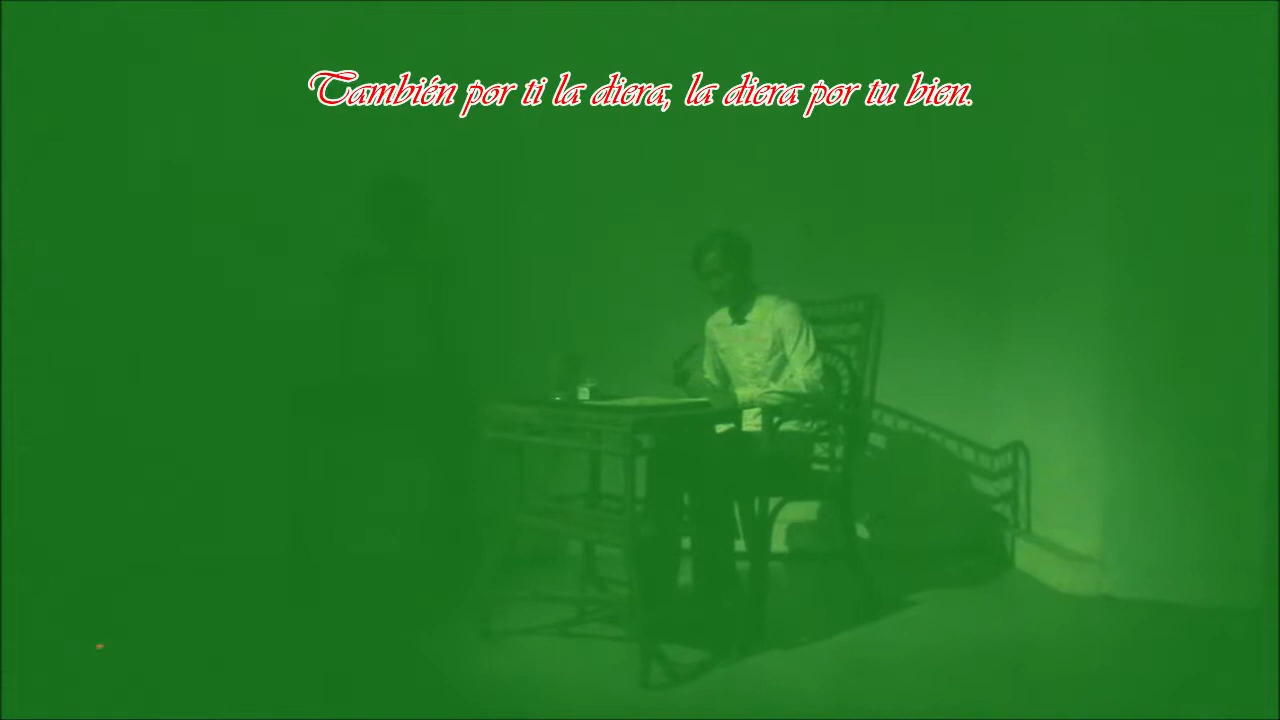 También por ti la diera, la diera por tu bien.